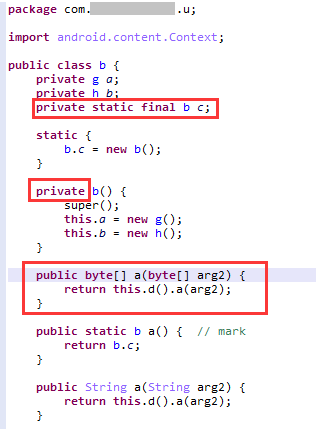 package com. .u;
import android.content.Context;
public class b {
private g a;
private h b;
private static final b c;
static {
b.c = new b();
}
private b() {
super();
this.a = new g();
this.b = new h();
}
public byte[] a(byte[] arg2) {
return this.d().a(arg2);
}
public static b a() {  // mark
return b.c;
}
public String a(String arg2) {
return this.d().a(arg2);
}